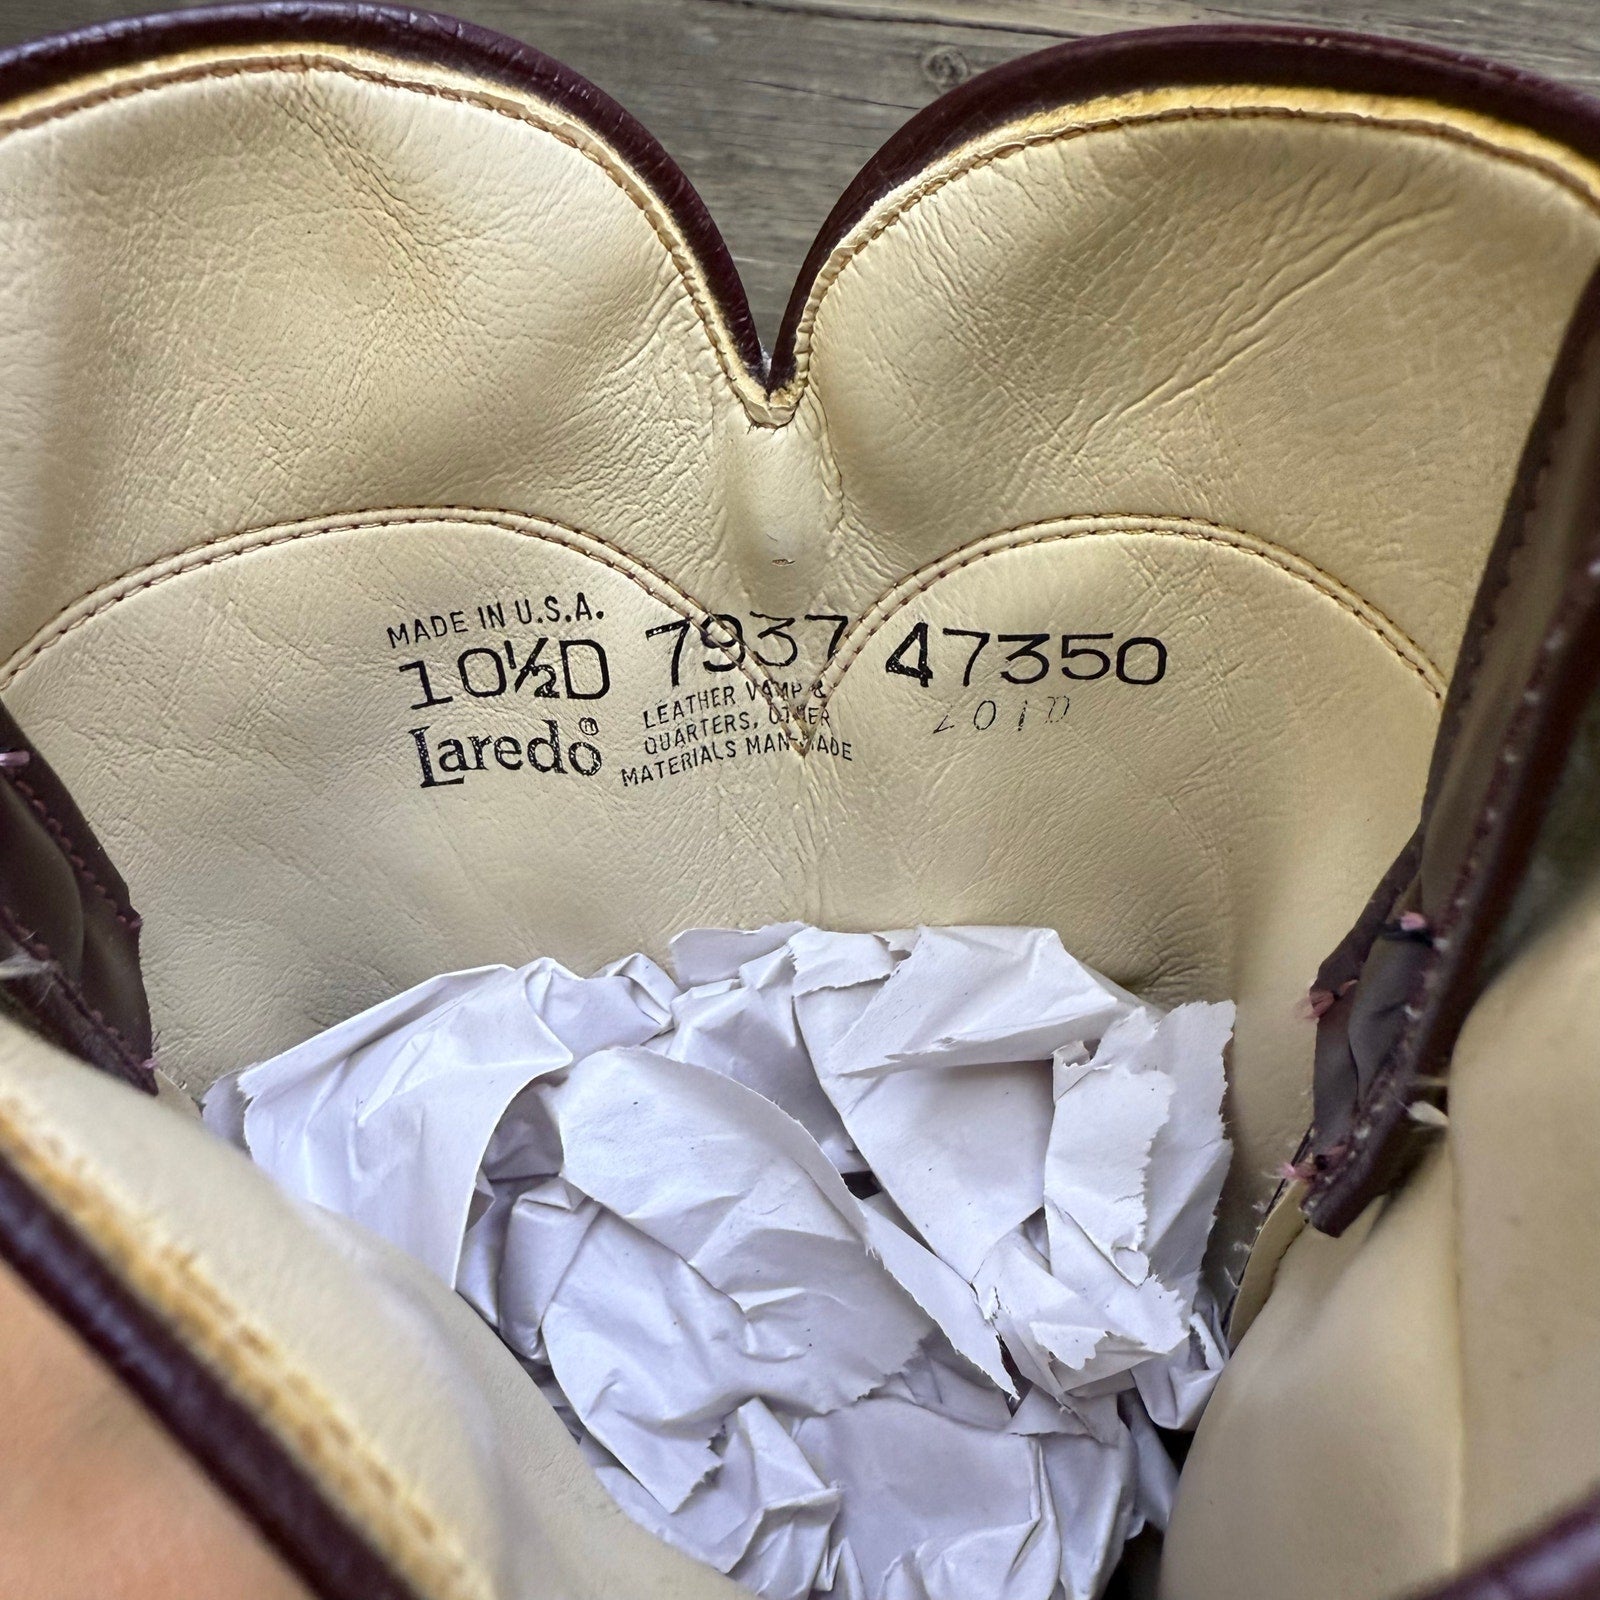 MADE IN U.S.A.
10½D 7937 47350
Laredo®
LEATHER VAMP &
QUARTERS, OTHER
MATERIALS MAN-MADE